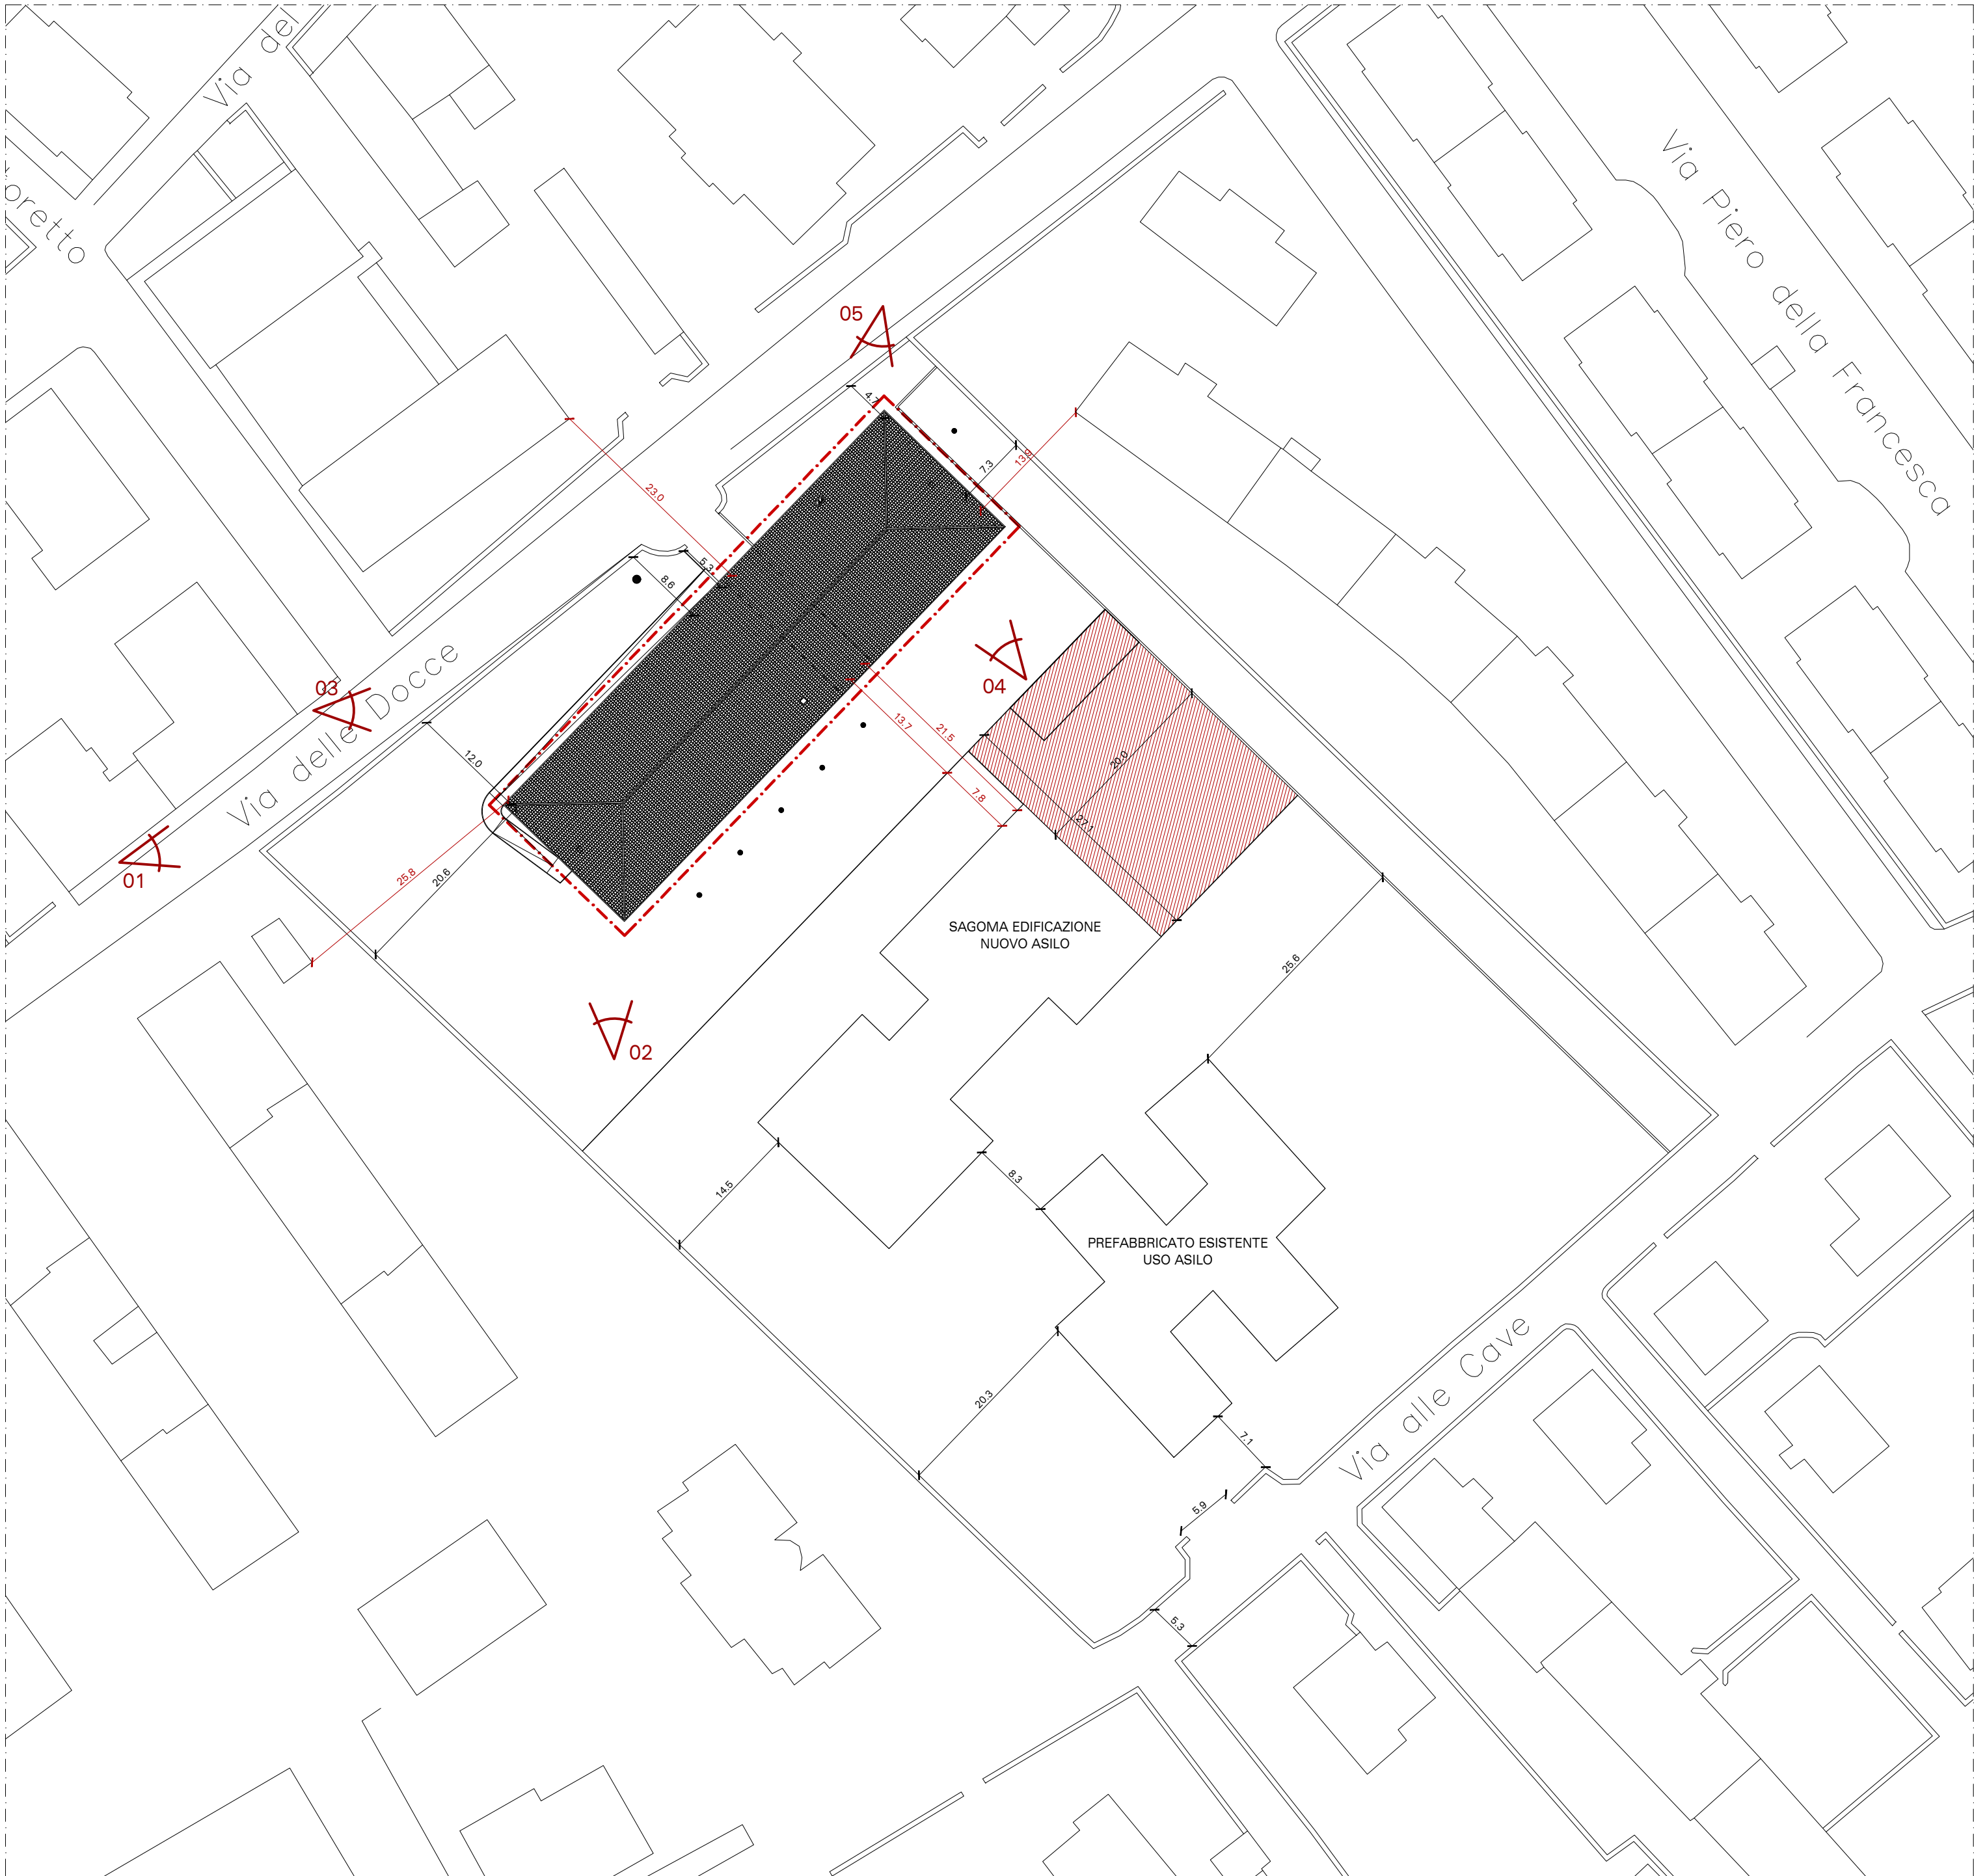 Via del
oretto
05
Via Piero della Francesca
4.7
7.3
13.9
23.0
5.3
8.6
03
Via delle Docce
04
12.0
13.7
21.5
20.0
7.8
27.1
01
25.8
20.6
SAGOMA EDIFICAZIONE
NUOVO ASILO
25.6
02
14.5
8.3
PREFABBRICATO ESISTENTE
USO ASILO
20.3
Via alle Cave
7.1
5.9
5.3